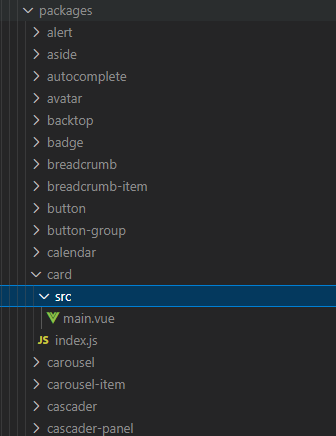 packages
alert
aside
autocomplete
avatar
backtop
badge
breadcrumb
breadcrumb-item
button
button-group
calendar
card
src
main.vue
JS index.js
carousel
carousel-item
cascader
cascader-panel